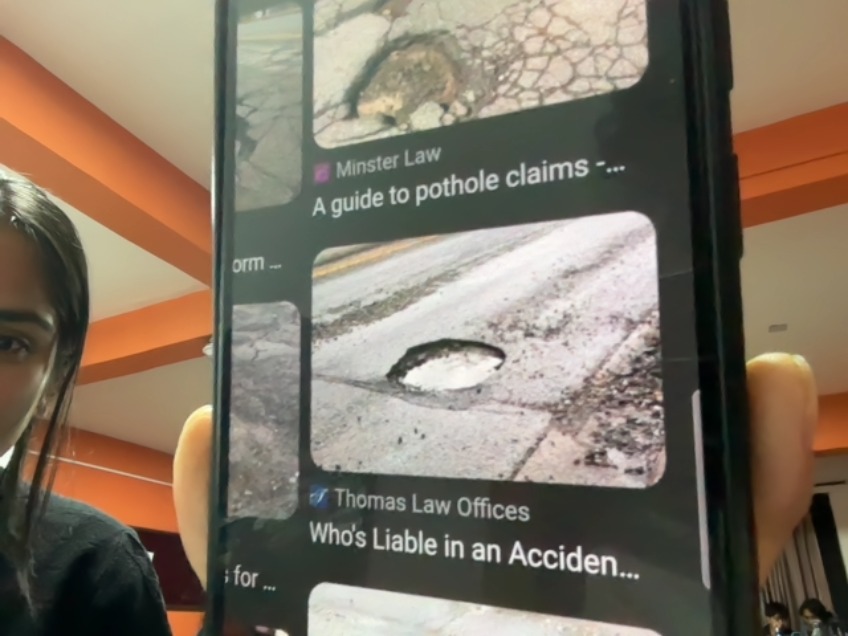 Minster Law
A guide to pothole claims -...
orm ...
Thomas Law Offices
Who's Liable in an Acciden...
s for ...